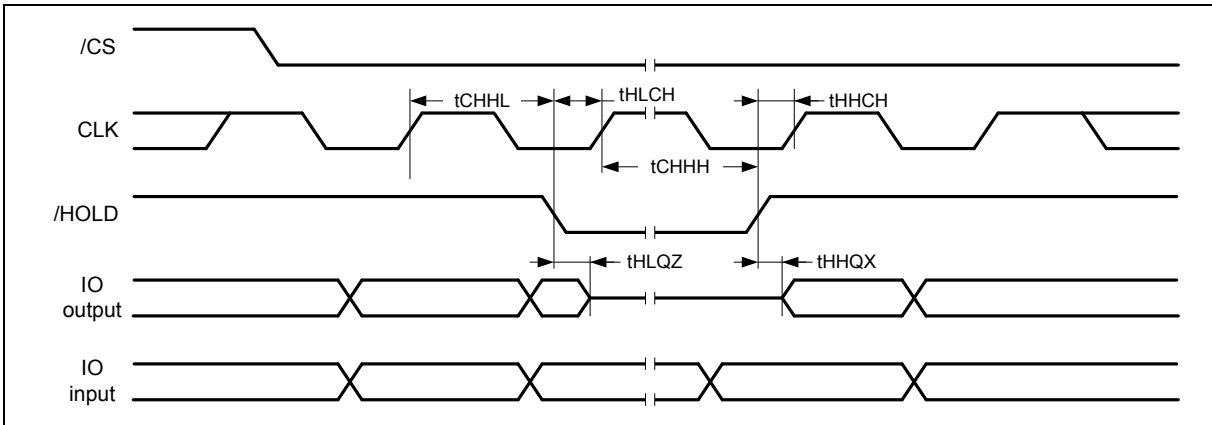 /CS
tCHHL
tHLCH
tHHCH
CLK
tCHHH
/HOLD
tHLQZ
tHHQX
IO
output
IO
input